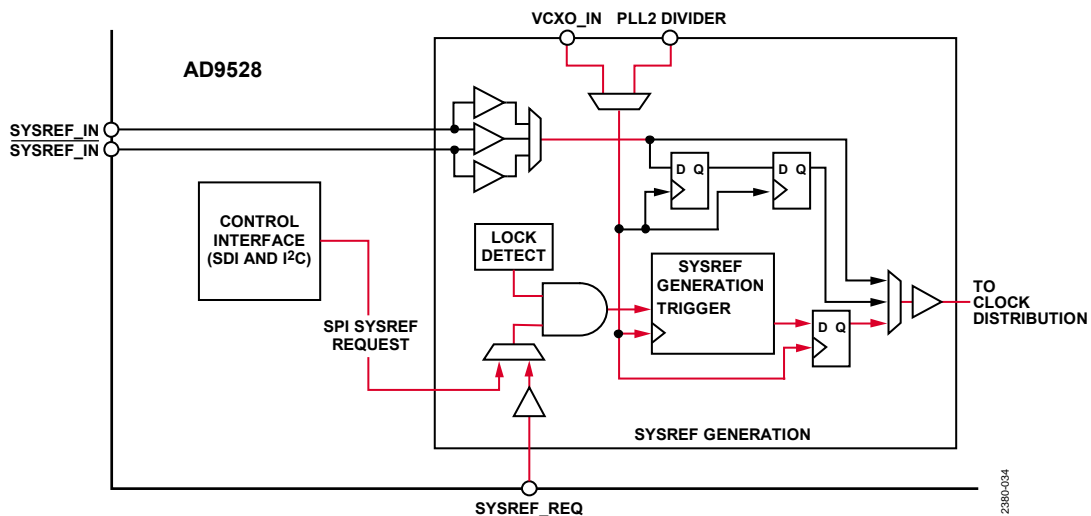 VCXO_IN PLL2 DIVIDER
AD9528
SYSREF_IN
SYSREF_IN
D Q
D Q
CONTROL
INTERFACE
(SDI AND I2C)
LOCK
DETECT
SYSREF
GENERATION
TRIGGER
TO
CLOCK
DISTRIBUTION
D Q
SPI SYSREF
REQUEST
SYSREF GENERATION
SYSREF_REQ
2380-034